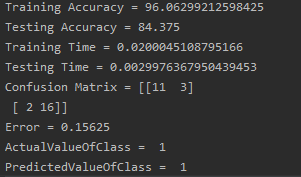 Training Accuracy = 96.06299212598425
Testing Accuracy = 84.375
Training Time = 0.0200045108795166
Testing Time = 0.0029976367950439453
Confusion Matrix = [[11  3]
 [ 2 16]]
Error = 0.15625
ActualValueOfClass =  1
PredictedValueOfClass =  1